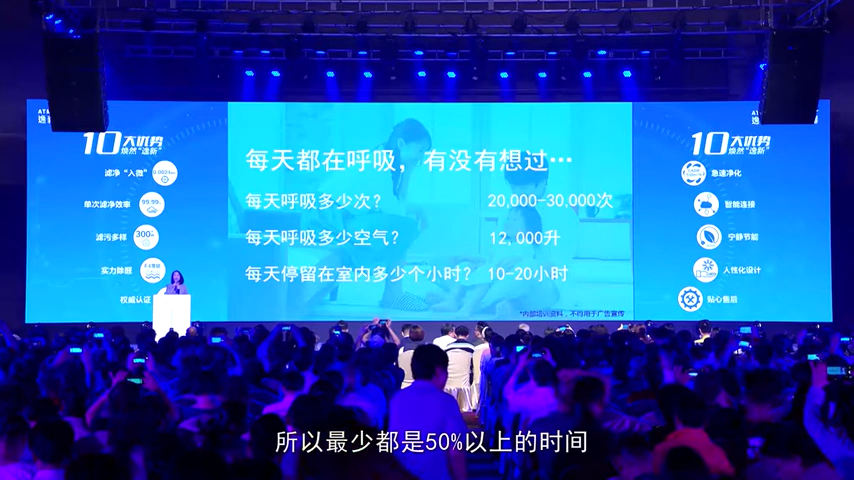 10大优势
焕然“逸新”
滤净“入微”
单次滤净效率
99.99%
滤污多样
300+
实力除醛
权威认证
每天都在呼吸，有没有想过…
每天呼吸多少次？ 20,000-30,000次
每天呼吸多少空气？ 12,000升
每天停留在室内多少个小时？ 10-20小时
*内部培训资料，不得用于广告宣传
10大优势
焕然“逸新”
急速净化
智能连接
宁静节能
人性化设计
贴心售后
所以最少都是50%以上的时间